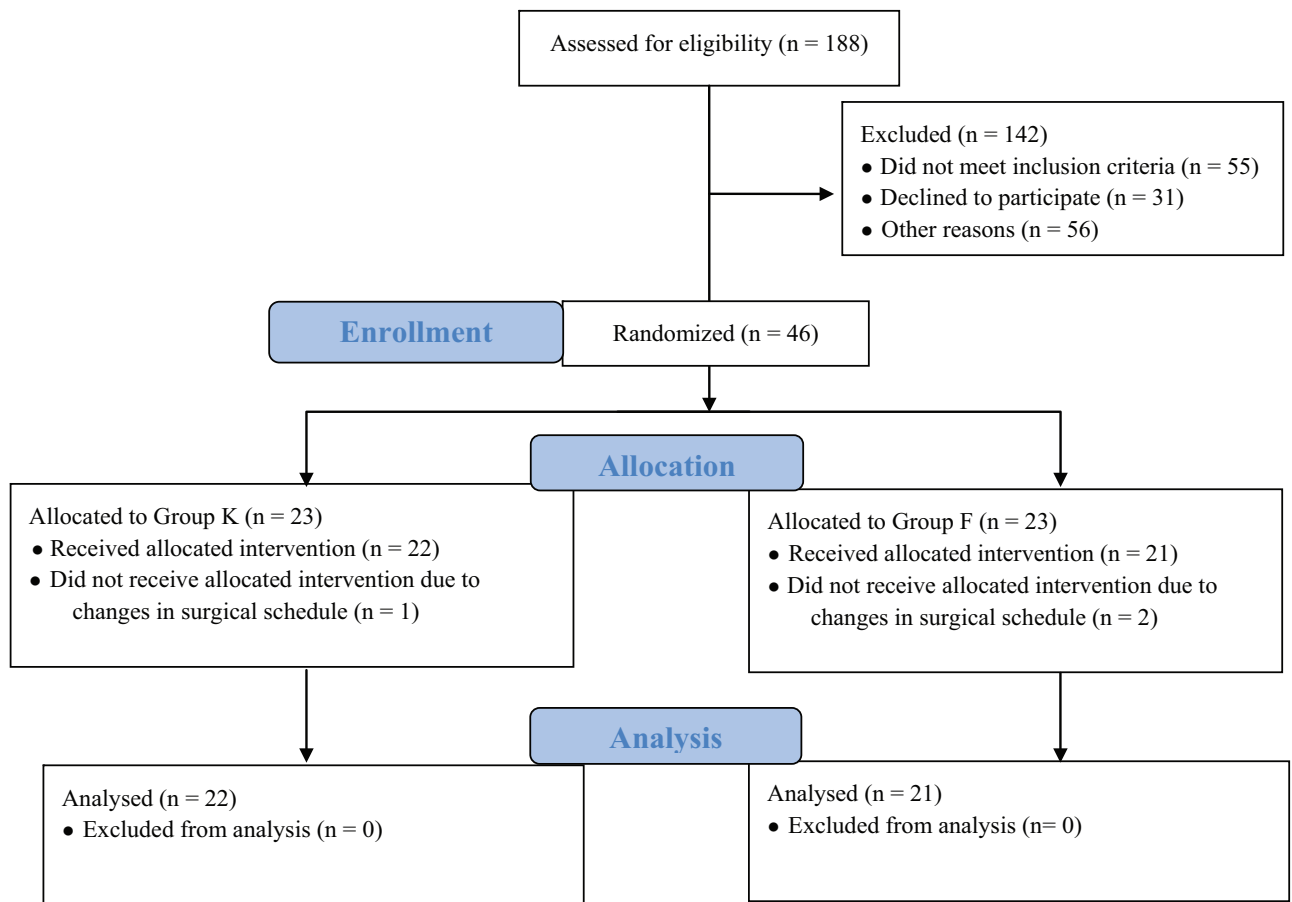 Assessed for eligibility (n = 188)
Excluded (n = 142)
● Did not meet inclusion criteria (n = 55)
● Declined to participate (n = 31)
● Other reasons (n = 56)
Enrollment
Randomized (n = 46)
Allocation
Allocated to Group K (n = 23)
● Received allocated intervention (n = 22)
● Did not receive allocated intervention due to
changes in surgical schedule (n = 1)
Allocated to Group F (n = 23)
● Received allocated intervention (n = 21)
● Did not receive allocated intervention due to
changes in surgical schedule (n = 2)
Analysis
Analysed (n = 22)
● Excluded from analysis (n = 0)
Analysed (n = 21)
● Excluded from analysis (n= 0)